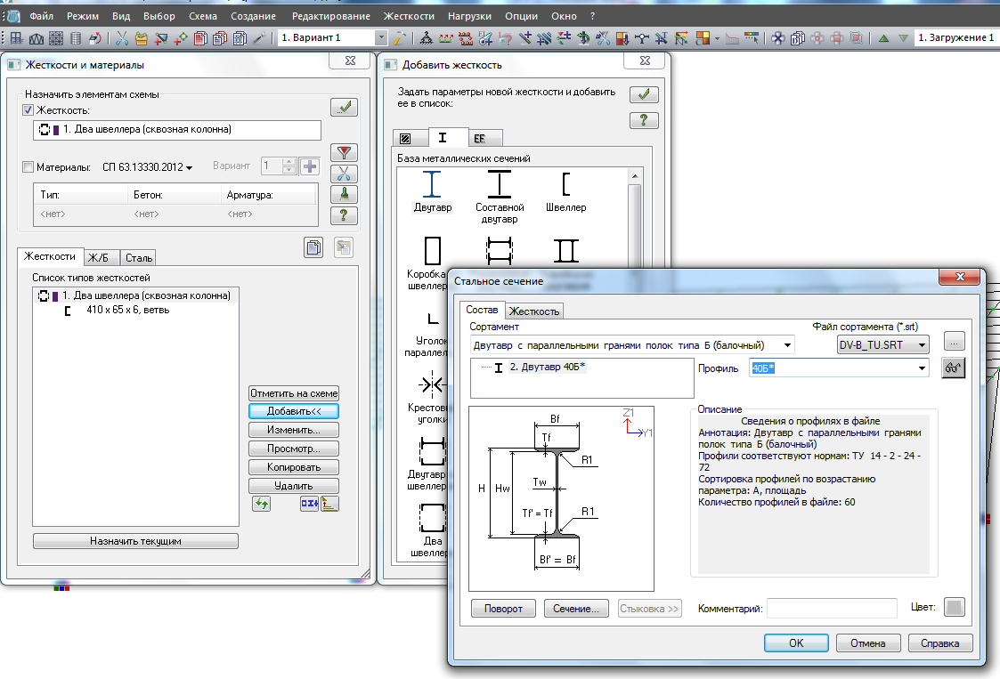 Файл Режим Вид Выбор Схема Создание Редактирование Жесткости Нагрузки Опции Окно ?
1. Вариант 1
1. Загружение 1
Жесткости и материалы
Назначить элементам схемы
Жесткость:
1. Два швеллера (сквозная колонна)
Материалы: СП 63.13330.2012 Вариант 1
Тип: Бетон: Арматура:
<нет> <нет> <нет>
Жесткости Ж/Б Сталь
Список типов жесткостей
1. Два швеллера (сквозная колонна)
410 x 65 x 6, ветвь
Отметить на схеме
Добавить<<
Изменить...
Просмотр...
Копировать
Удалить
Назначить текущим
Добавить жесткость
Задать параметры новой жесткости и добавить
ее в список:
База металлических сечений
Двутавр
Составной
двутавр
Швеллер
Коробка
швеллер
Уголок
паралле
Крестов
уголки
Двутавр
швелле
Два
швелле
Стальное сечение
Состав Жесткость
Сортамент
Файл сортамента (*.srt)
Двутавр с параллельными гранями полок типа Б (балочный)
DV-B_TU.SRT
...
2. Двутавр 40Б*
Профиль 40Б*
Bf
Tf
R1
H
Hw
Tw
Tf' = Tf
R1
Bf' = Bf
Z1
Y1
Описание
Сведения о профилях в файле
Аннотация: Двутавр с параллельными гранями
полок типа Б (балочный)
Профили соответствуют нормам: ТУ 14 - 2 - 24 -
72
Сортировка профилей по возрастанию
параметра: А, площадь
Количество профилей в файле: 60
Поворот
Сечение...
Стыковка >>
Комментарий:
Цвет:
OK
Отмена
Справка